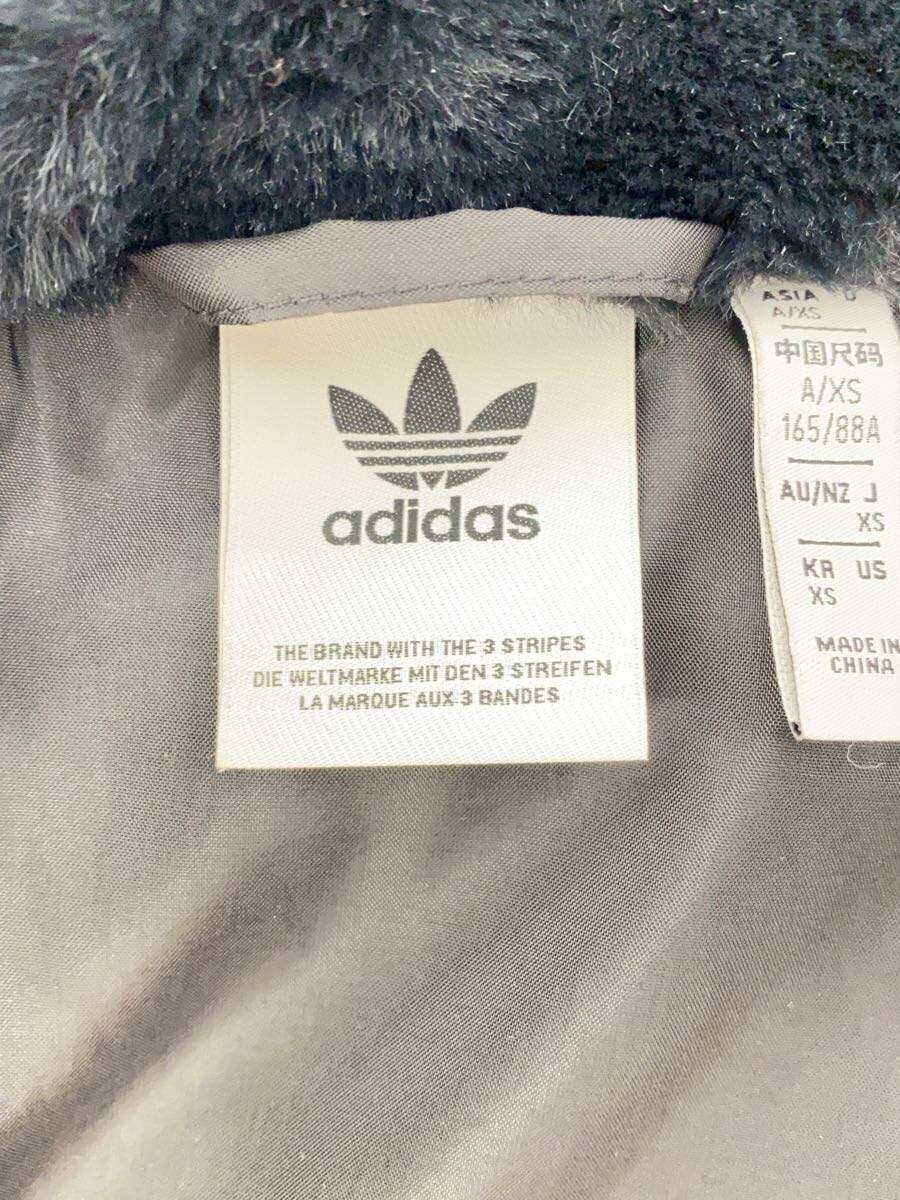 adidas
THE BRAND WITH THE 3 STRIPES
DIE WELTMARKE MIT DEN 3 STREIFEN
LA MARQUE AUX 3 BANDES
ASIA
A/XS
中国尺码
A/XS
165/88A
AU/NZ J
XS
KR US
XS
MADE IN
CHINA